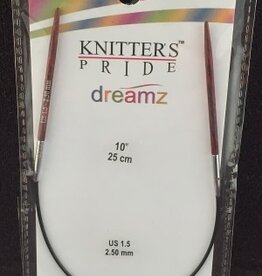 KNITTER'S™
PRIDE
dreamz
10"
25 cm
US 1.5
2.50 mm